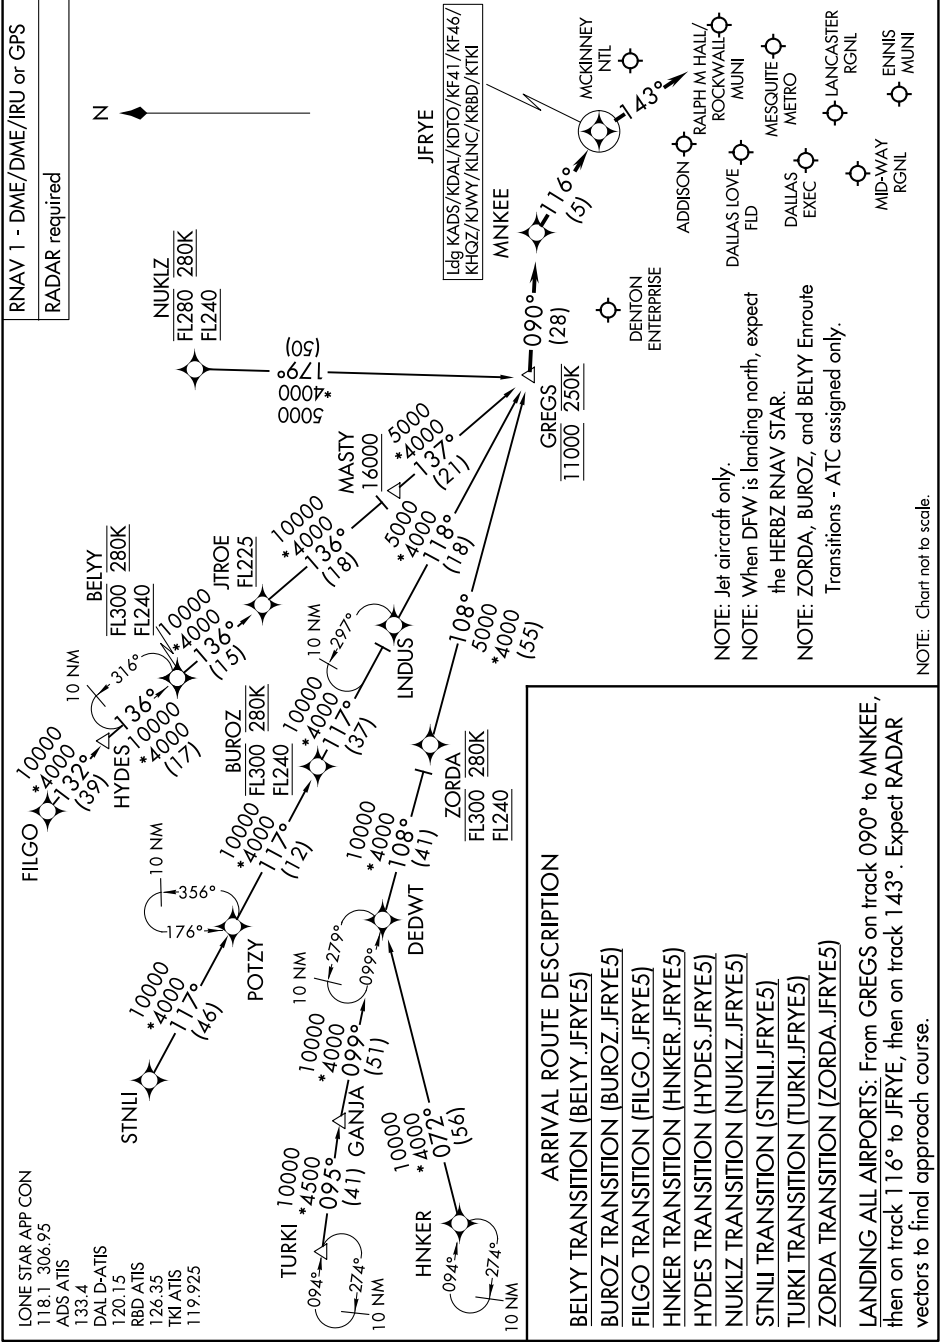 RNAV 1 - DME/DME/IRU or GPS
RADAR required
N
LONE STAR APP CON
118.1 306.95
ADS ATIS
133.4
DAL D-ATIS
120.15
RBD ATIS
126.35
TKI ATIS
119.925
NUKLZ
FL280 280K
FL240
5000
*4000
179°
(50)
JFRYE
Ldg KADS/KDAL/KDTO/KF41/KF46/
KHQZ/KJWY/KLNC/KRBD/KTKI
MCKINNEY
NTL
143°
MNKEE
116°
(5)
090°
(28)
GREGS
11000 250K
DENTON
ENTERPRISE
ADDISON
RALPH M HALL/
ROCKWALL
MUNI
DALLAS LOVE
FLD
MESQUITE
METRO
DALLAS
EXEC
LANCASTER
RGNL
MID-WAY
RGNL
ENNIS
MUNI
FILGO
10000
*4000
132°
(39)
HYDES
136°
10000
*4000
(17)
10 NM
316°
BELYY
FL300 280K
FL240
10000
*4000
136°
(15)
JTROE
FL225
10000
*4000
136°
(18)
MASTY
16000
5000
*4000
137°
(21)
STNLI
10000
*4000
117°
(46)
POTZY
10 NM
356°
176°
10000
*4000
117°
(12)
BUROZ
FL300 280K
FL240
10000
*4000
117°
(37)
10 NM
297°
LNDUS
5000
*4000
118°
(18)
TURKI
094°
274°
10 NM
10000
*4500
095°
(41)
GANJA
10000
*4000
099°
(51)
10 NM
279°
099°
DEDWT
HNKER
094°
274°
10 NM
10000
*4000
072°
(56)
10000
*4000
108°
(41)
ZORDA
FL300 280K
FL240
108°
5000
*4000
(55)
NOTE: Jet aircraft only.
NOTE: When DFW is landing north, expect
the HERBZ RNAV STAR.
NOTE: ZORDA, BUROZ, and BELYY Enroute
Transitions - ATC assigned only.
NOTE: Chart not to scale.
ARRIVAL ROUTE DESCRIPTION
BELYY TRANSITION (BELYY.JFRYE5)
BUROZ TRANSITION (BUROZ.JFRYE5)
FILGO TRANSITION (FILGO.JFRYE5)
HNKER TRANSITION (HNKER.JFRYE5)
HYDES TRANSITION (HYDES.JFRYE5)
NUKLZ TRANSITION (NUKLZ.JFRYE5)
STNLI TRANSITION (STNLI.JFRYE5)
TURKI TRANSITION (TURKI.JFRYE5)
ZORDA TRANSITION (ZORDA.JFRYE5)
LANDING ALL AIRPORTS: From GREGS on track 090° to MNKEE,
then on track 116° to JFRYE, then on track 143°. Expect RADAR
vectors to final approach course.